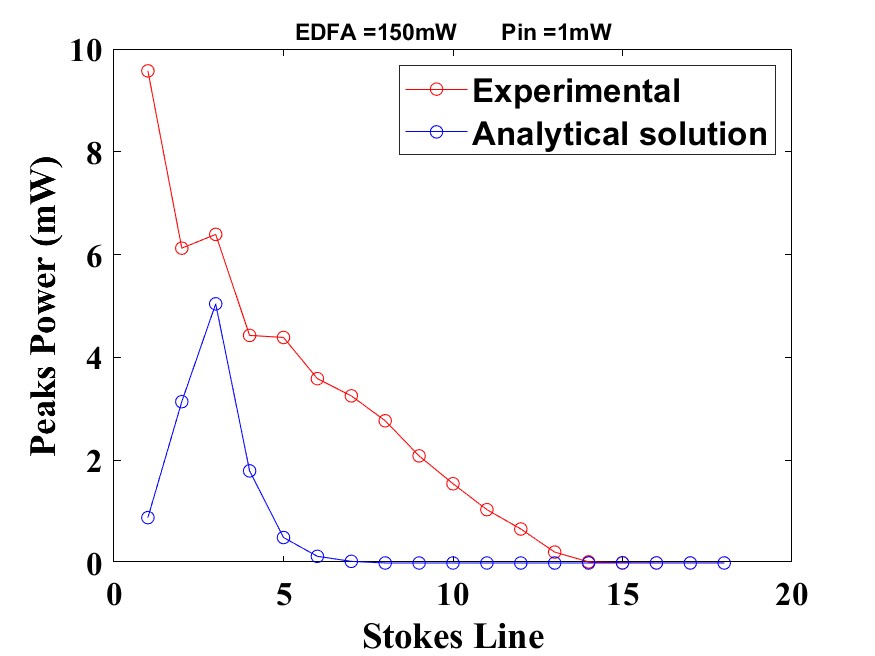 EDFA =150mW Pin =1mW
10
8
6
4
2
0
Peaks Power (mW)
Experimental
Analytical solution
0 5 10 15 20
Stokes Line